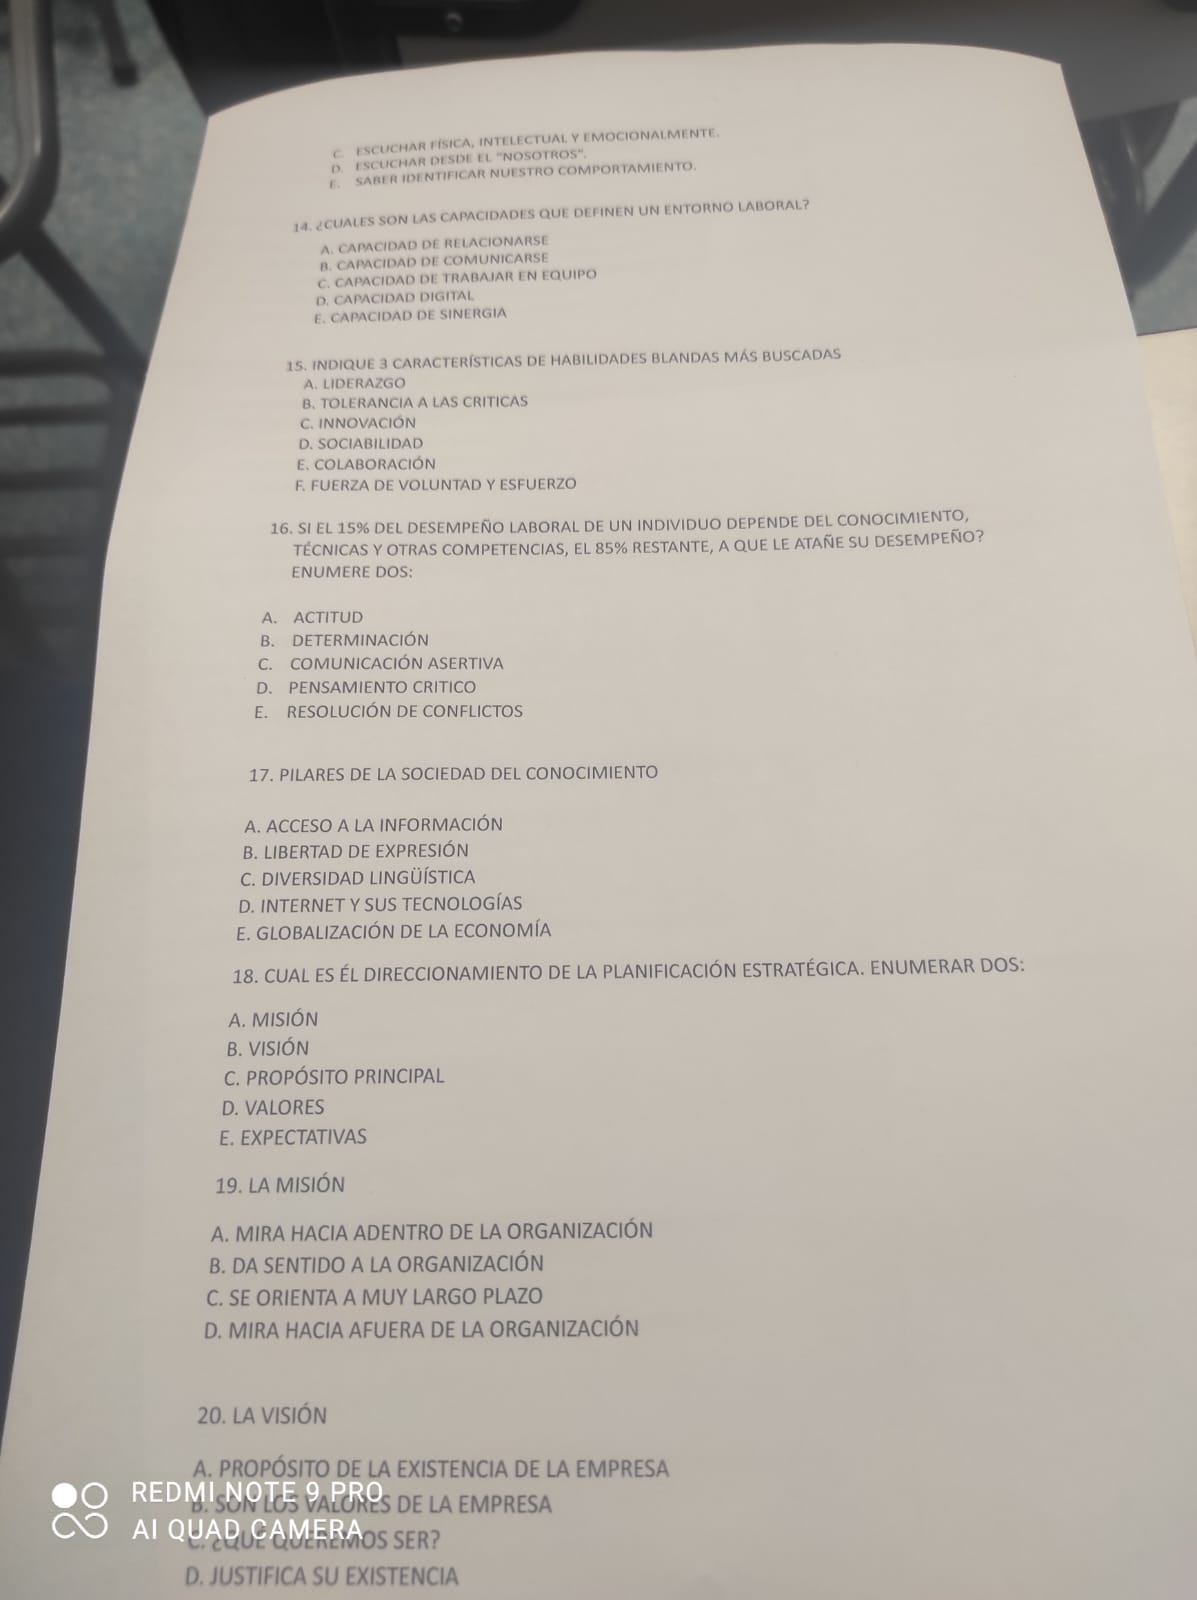 C. ESCUCHAR FÍSICA, INTELECTUAL Y EMOCIONALMENTE.
D. ESCUCHAR DESDE EL "NOSOTROS".
E. SABER IDENTIFICAR NUESTRO COMPORTAMIENTO.
14. ¿CUALES SON LAS CAPACIDADES QUE DEFINEN UN ENTORNO LABORAL?
A. CAPACIDAD DE RELACIONARSE
B. CAPACIDAD DE COMUNICARSE
C. CAPACIDAD DE TRABAJAR EN EQUIPO
D. CAPACIDAD DIGITAL
E. CAPACIDAD DE SINERGIA
15. INDIQUE 3 CARACTERÍSTICAS DE HABILIDADES BLANDAS MÁS BUSCADAS
A. LIDERAZGO
B. TOLERANCIA A LAS CRITICAS
C. INNOVACIÓN
D. SOCIABILIDAD
E. COLABORACIÓN
F. FUERZA DE VOLUNTAD Y ESFUERZO
16. SI EL 15% DEL DESEMPEÑO LABORAL DE UN INDIVIDUO DEPENDE DEL CONOCIMIENTO,
TÉCNICAS Y OTRAS COMPETENCIAS, EL 85% RESTANTE, A QUE LE ATAÑE SU DESEMPEÑO?
ENUMERE DOS:
A. ACTITUD
B. DETERMINACIÓN
C. COMUNICACIÓN ASERTIVA
D. PENSAMIENTO CRITICO
E. RESOLUCIÓN DE CONFLICTOS
17. PILARES DE LA SOCIEDAD DEL CONOCIMIENTO
A. ACCESO A LA INFORMACIÓN
B. LIBERTAD DE EXPRESIÓN
C. DIVERSIDAD LINGÜÍSTICA
D. INTERNET Y SUS TECNOLOGÍAS
E. GLOBALIZACIÓN DE LA ECONOMÍA
18. CUAL ES ÉL DIRECCIONAMIENTO DE LA PLANIFICACIÓN ESTRATÉGICA. ENUMERAR DOS:
A. MISIÓN
B. VISIÓN
C. PROPÓSITO PRINCIPAL
D. VALORES
E. EXPECTATIVAS
19. LA MISIÓN
A. MIRA HACIA ADENTRO DE LA ORGANIZACIÓN
B. DA SENTIDO A LA ORGANIZACIÓN
C. SE ORIENTA A MUY LARGO PLAZO
D. MIRA HACIA AFUERA DE LA ORGANIZACIÓN
20. LA VISIÓN
A. PROPÓSITO DE LA EXISTENCIA DE LA EMPRESA
B. SON LOS VALORES DE LA EMPRESA
C. ¿QUÉ QUEREMOS SER?
D. JUSTIFICA SU EXISTENCIA
REDMI NOTE 9 PRO
AI QUAD CAMERA